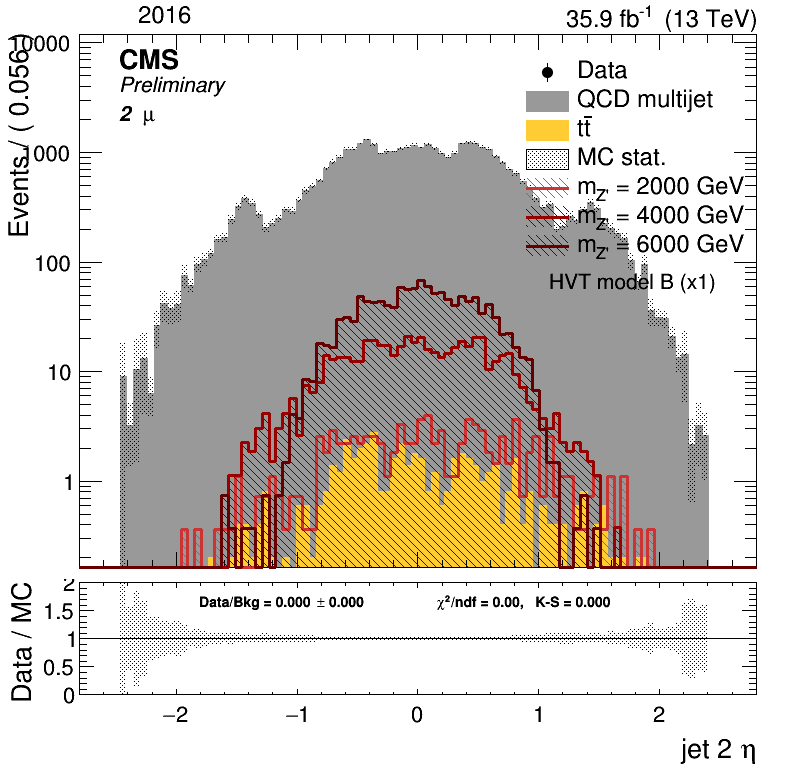 2016
35.9 fb⁻¹ (13 TeV)
CMS
Preliminary
2 μ
Data
QCD multijet
tt̄
MC stat.
m_Z' = 2000 GeV
m_Z' = 4000 GeV
m_Z' = 6000 GeV
HVT model B (x1)
Events / ( 0.056 )
10000
1000
100
10
1
Data/Bkg = 0.000 ± 0.000
χ²/ndf = 0.00, K-S = 0.000
Data / MC
2
1.5
1
0.5
0
−2 −1 0 1 2
jet 2 η